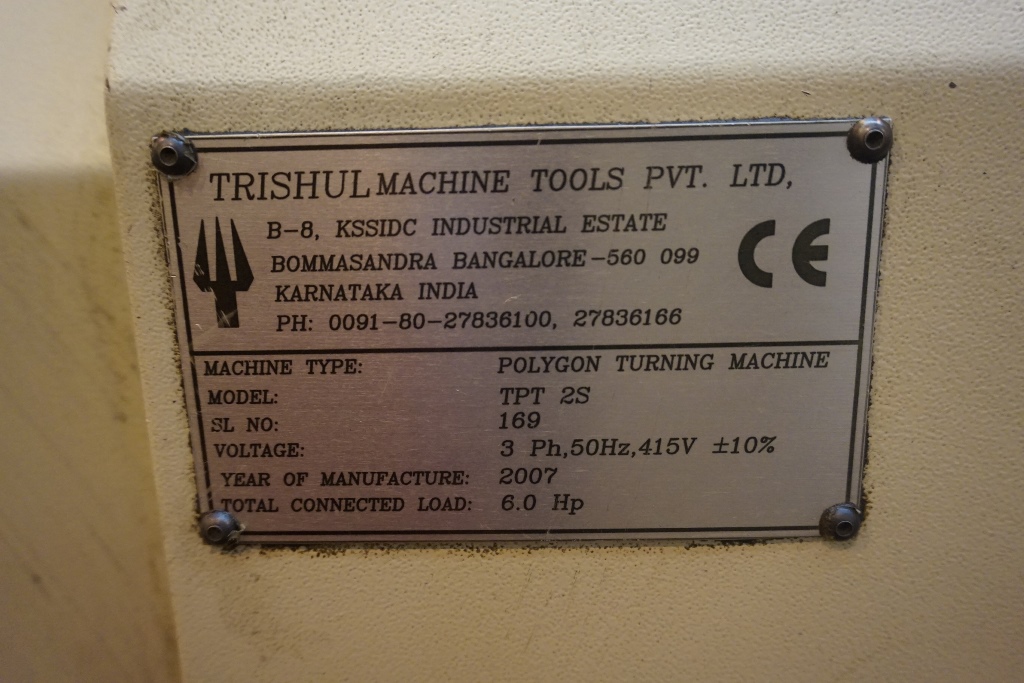 TRISHUL MACHINE TOOLS PVT. LTD,
B-8, KSSIDC INDUSTRIAL ESTATE
BOMMASANDRA BANGALORE-560 099
KARNATAKA INDIA
PH: 0091-80-27836100, 27836166
CE
MACHINE TYPE: POLYGON TURNING MACHINE
MODEL: TPT 2S
SL NO: 169
VOLTAGE: 3 Ph,50Hz,415V ±10%
YEAR OF MANUFACTURE: 2007
TOTAL CONNECTED LOAD: 6.0 Hp